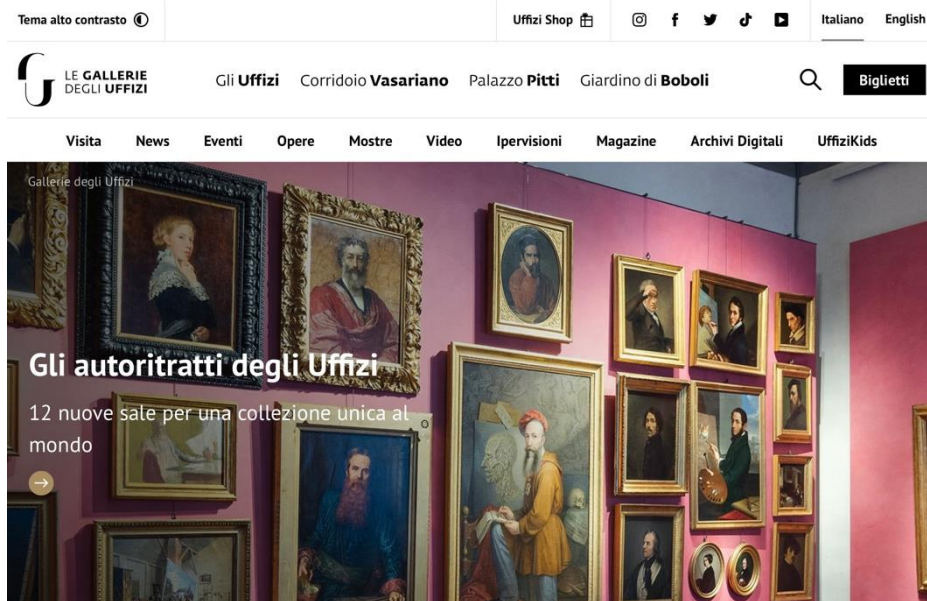 Tema alto contrasto
Uffizi Shop
Italiano English
LE GALLERIE
DEGLI UFFIZI
Gli Uffizi Corridoio Vasariano Palazzo Pitti Giardino di Boboli
Biglietti
Visita News Eventi Opere Mostre Video Ipervisioni Magazine Archivi Digitali UffiziKids
Gallerie degli Uffizi
Gli autoritratti degli Uffizi
12 nuove sale per una collezione unica al
mondo